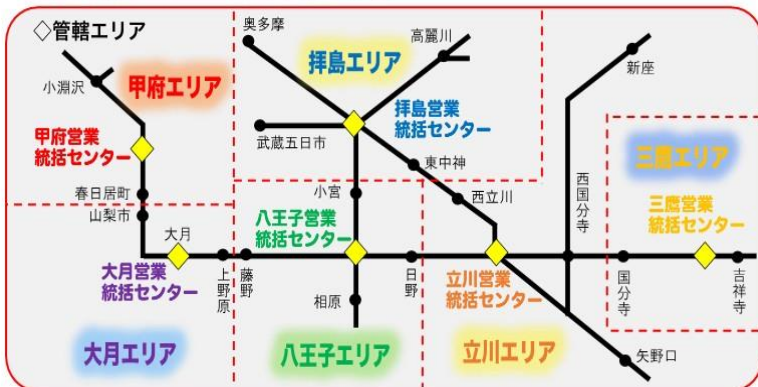 ◇管轄エリア
小淵沢
甲府エリア
甲府営業
統括センター
春日居町
山梨市
大月
大月営業
統括センター
上野原
大月エリア
奥多摩
高麗川
拝島エリア
拝島営業
統括センター
武蔵五日市
東中神
小宮
西立川
八王子営業
統括センター
藤野
日野
相原
八王子エリア
新座
西国分寺
立川営業
統括センター
矢野口
立川エリア
三鷹エリア
三鷹営業
統括センター
国分寺
吉祥寺